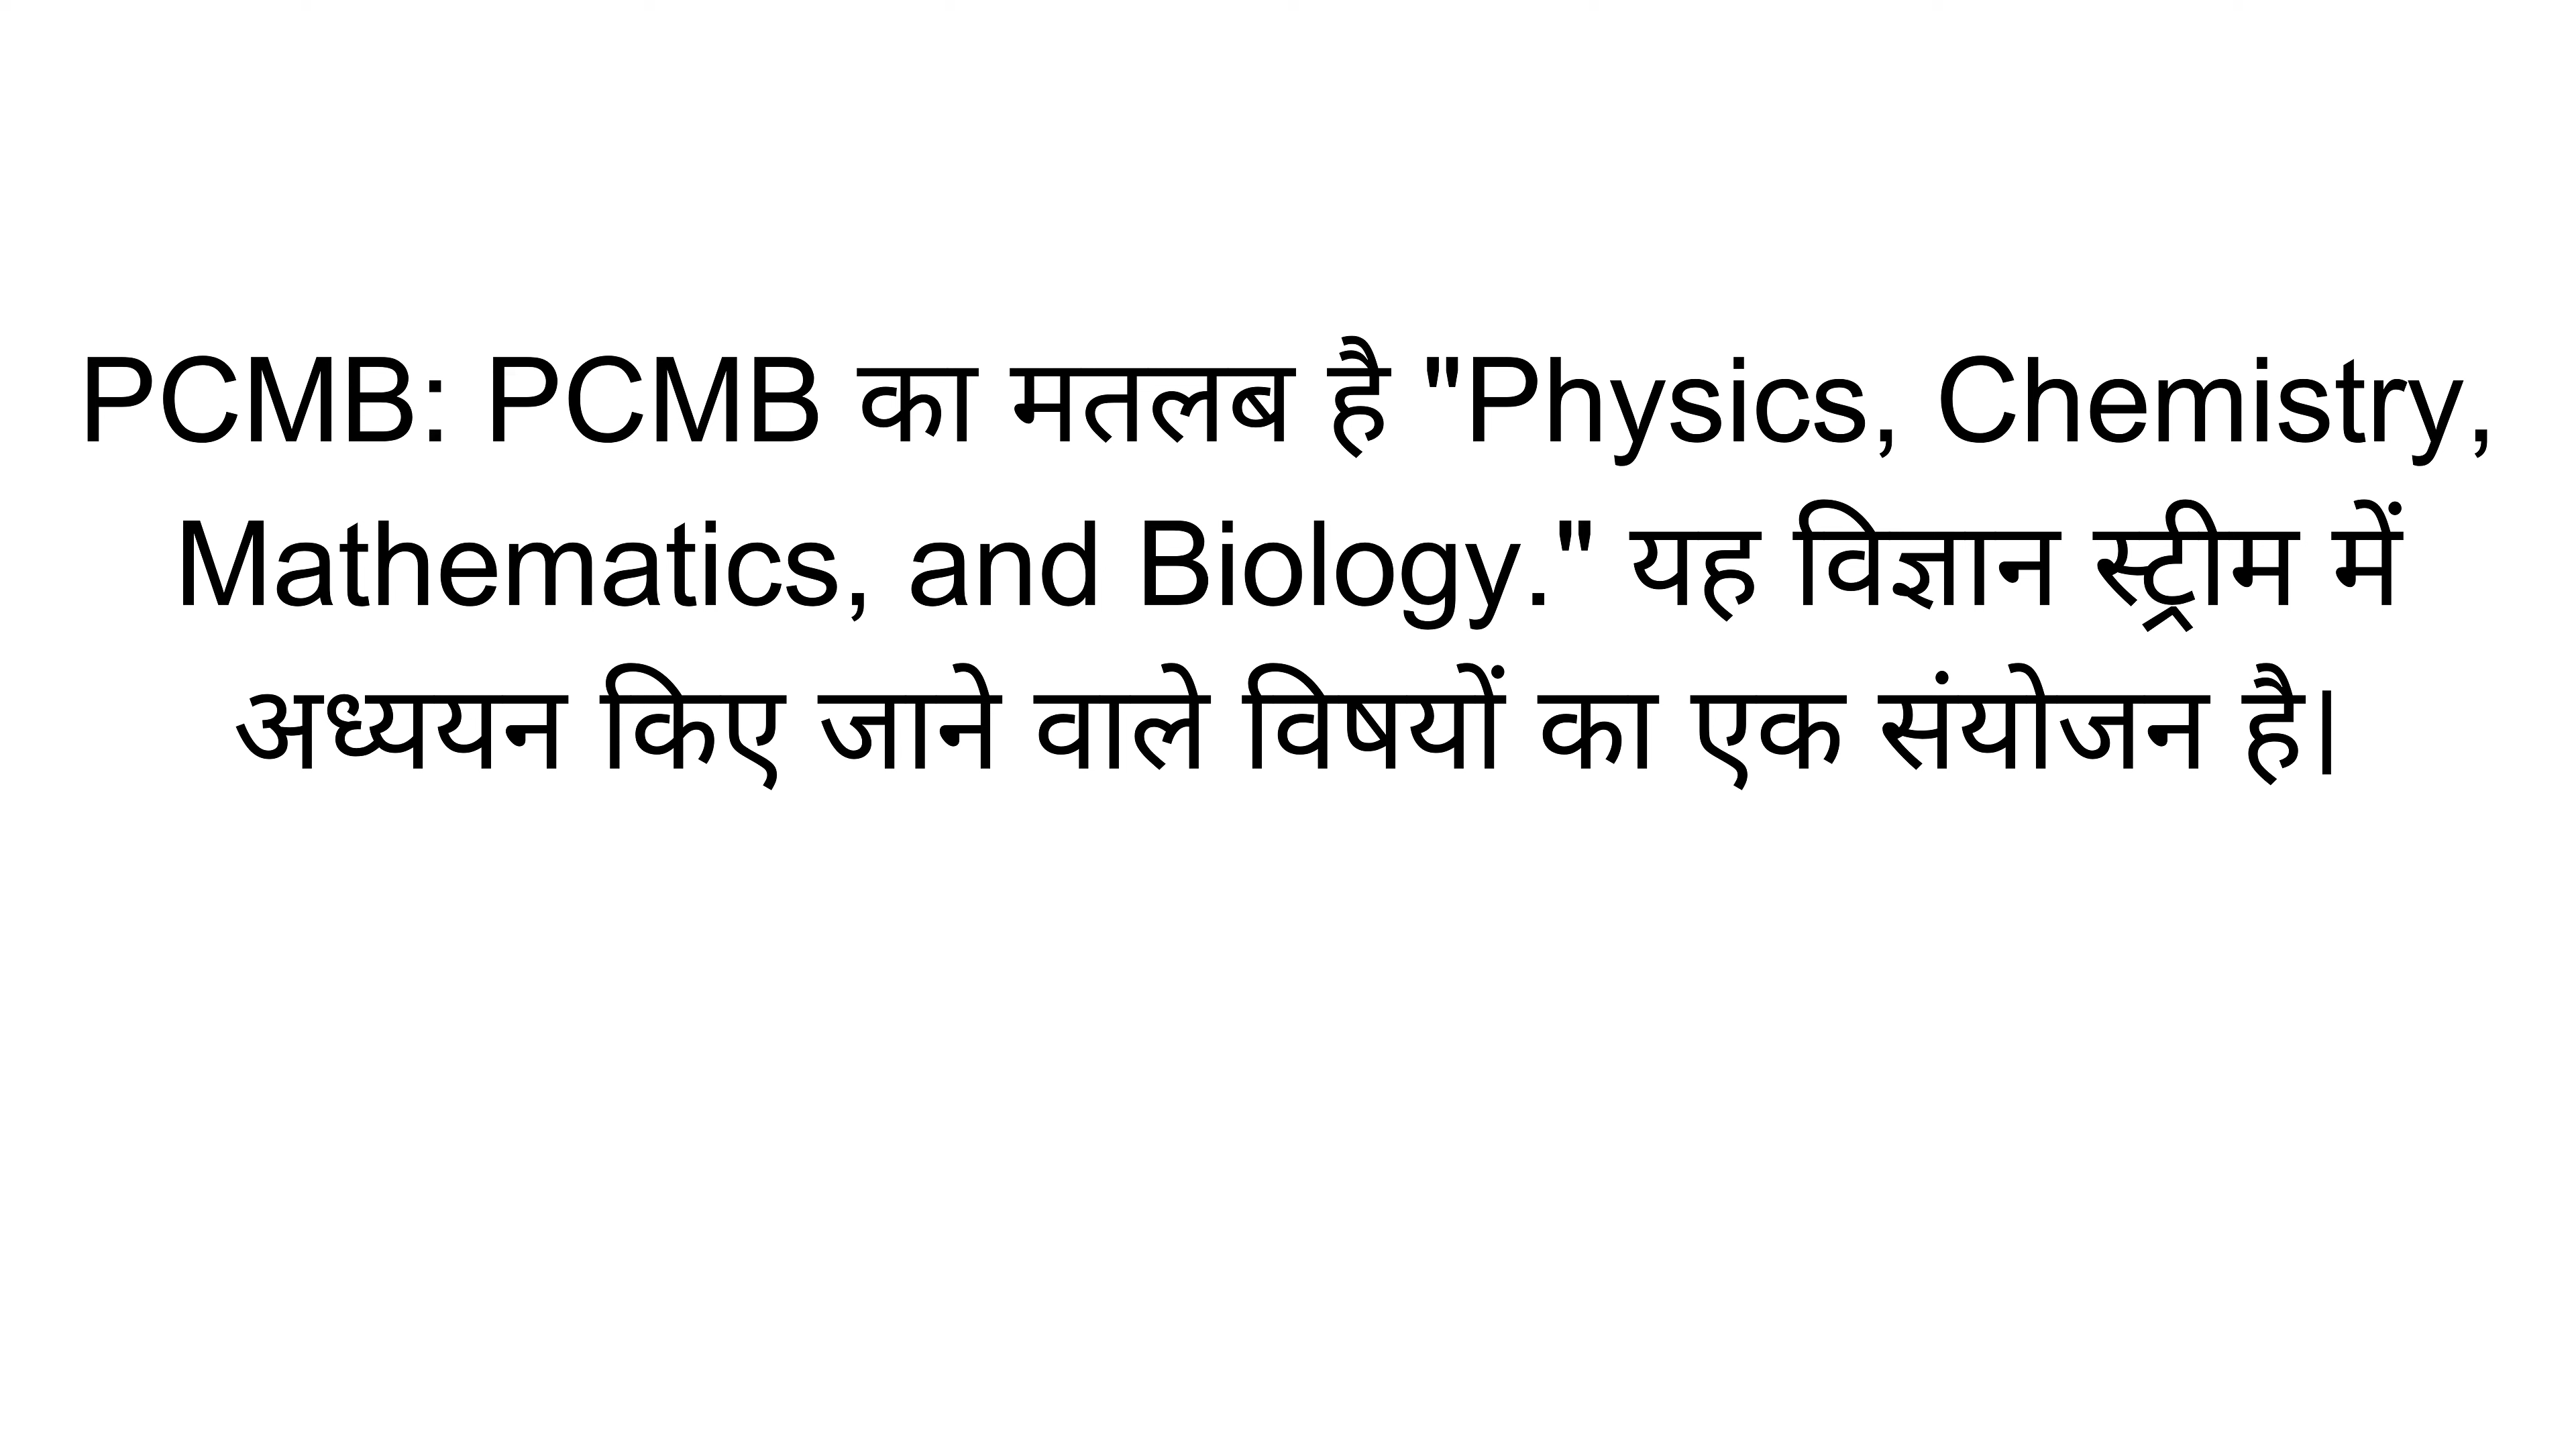 PCMB: PCMB का मतलब है "Physics, Chemistry,
Mathematics, and Biology." यह विज्ञान स्ट्रीम में
अध्ययन किए जाने वाले विषयों का एक संयोजन है।